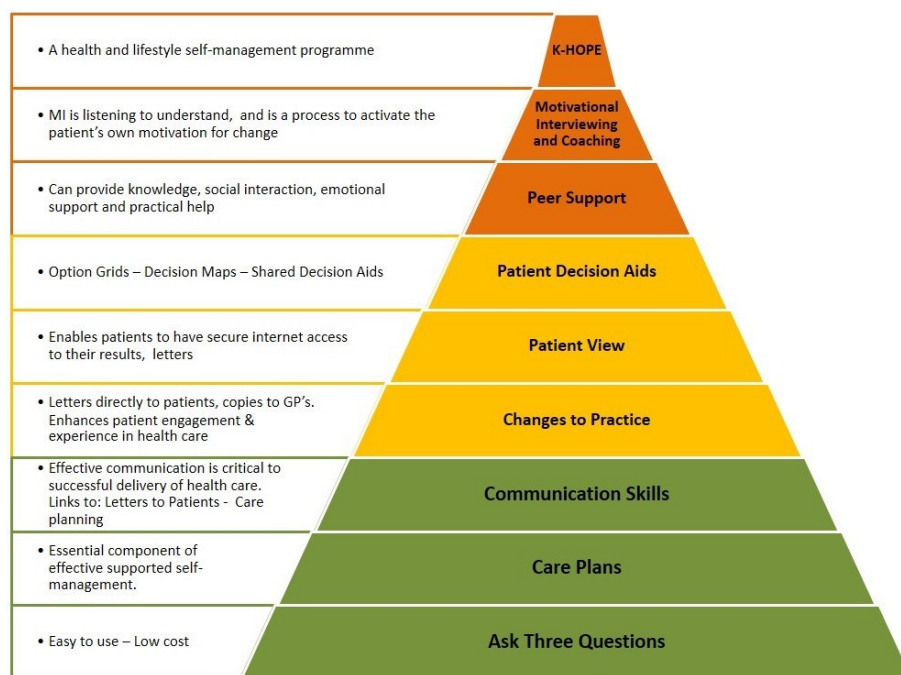 • A health and lifestyle self-management programme
K-HOPE
• MI is listening to understand, and is a process to activate the
patient's own motivation for change
Motivational
Interviewing
and Coaching
• Can provide knowledge, social interaction, emotional
support and practical help
Peer Support
• Option Grids – Decision Maps – Shared Decision Aids
Patient Decision Aids
• Enables patients to have secure internet access
to their results, letters
Patient View
• Letters directly to patients, copies to GP's.
Enhances patient engagement &
experience in health care
Changes to Practice
• Effective communication is critical to
successful delivery of health care.
Links to: Letters to Patients - Care
planning
Communication Skills
• Essential component of
effective supported self-
management.
Care Plans
• Easy to use – Low cost
Ask Three Questions